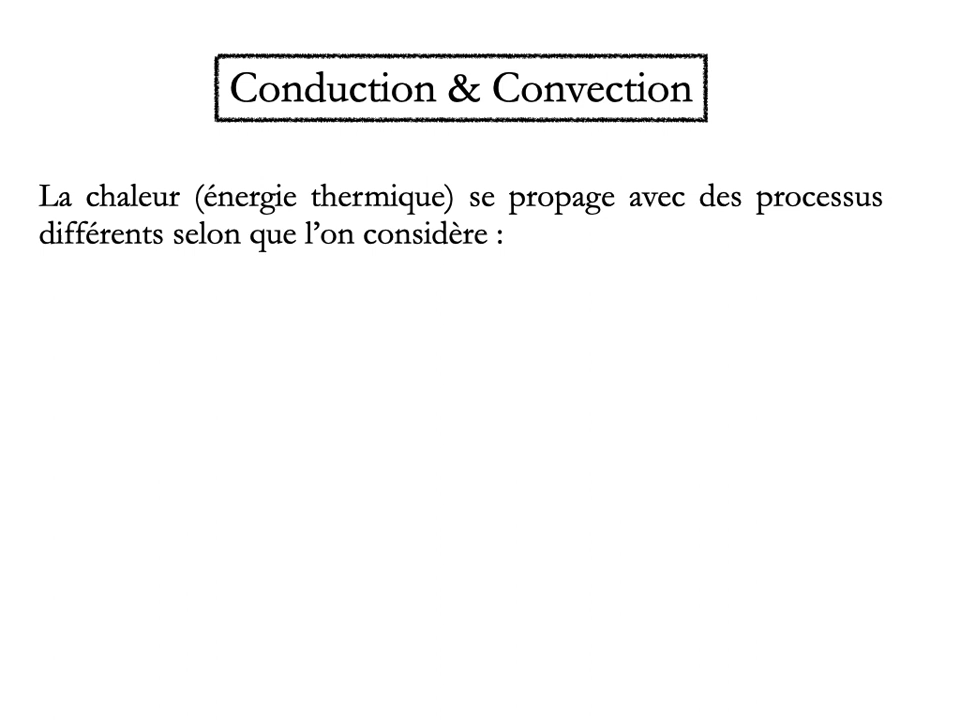 Conduction & Convection
La chaleur (énergie thermique) se propage avec des processus
différents selon que l’on considère :